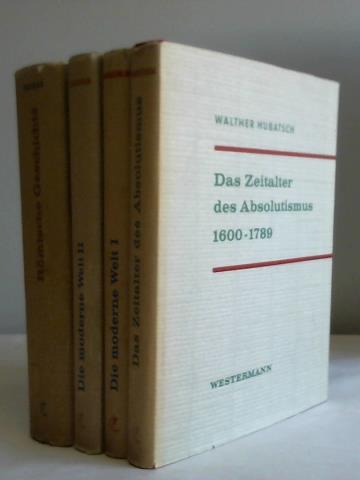 Römische Geschichte
Die moderne Welt II
Die moderne Welt I
Das Zeitalter des Absolutismus
WALTHER HUBATSCH
Das Zeitalter
des Absolutismus
1600-1789
WESTERMANN